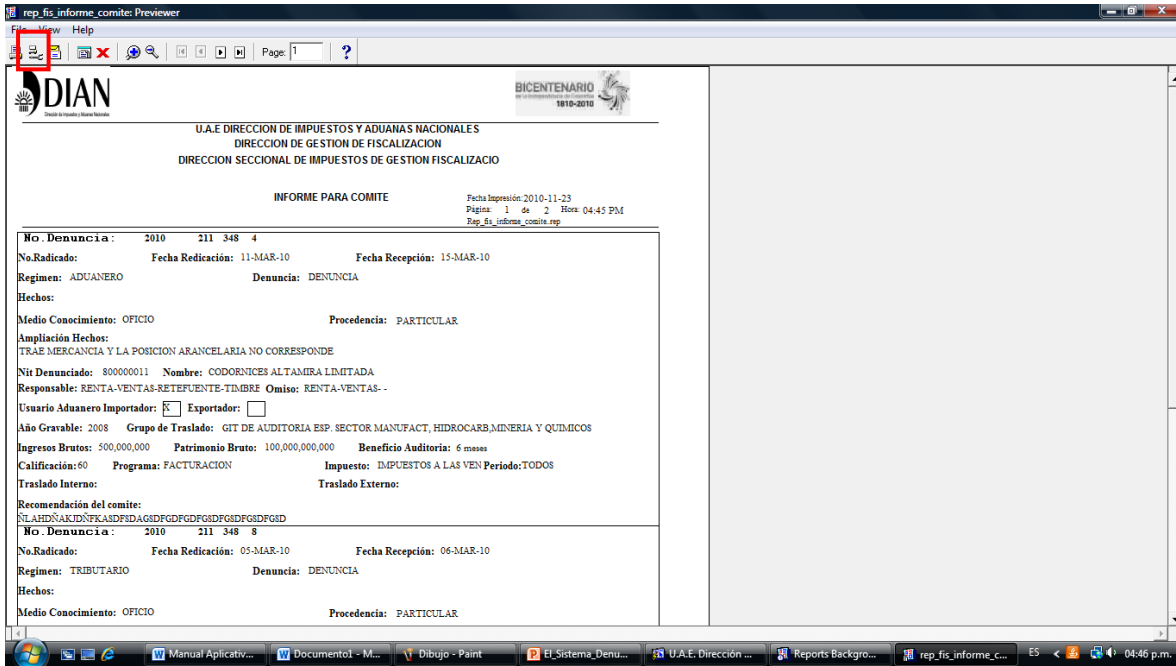 rep_fis_informe_comite: Previewer
File View Help
Page: 1 ?
DIAN
Dirección de Impuestos y Aduanas Nacionales
BICENTENARIO
1810-2010
U.A.E DIRECCION DE IMPUESTOS Y ADUANAS NACIONALES
DIRECCION DE GESTION DE FISCALIZACION
DIRECCION SECCIONAL DE IMPUESTOS DE GESTION FISCALIZACIO
INFORME PARA COMITE
Fecha Impresión: 2010-11-23
Página: 1 de 2 Hora: 04:45 PM
Rep_fis_informe_comite.rep
No.Denuncia: 2010 211 348 4
No.Radicado: Fecha Redicación: 11-MAR-10 Fecha Recepción: 15-MAR-10
Regimen: ADUANERO Denuncia: DENUNCIA
Hechos:
Medio Conocimiento: OFICIO Procedencia: PARTICULAR
Ampliación Hechos:
TRAE MERCANCIA Y LA POSICION ARANCELARIA NO CORRESPONDE
Nit Denunciado: 800000011 Nombre: CODORNICES ALTAMIRA LIMITADA
Responsable: RENTA-VENTAS-RETEFUENTE-TIMBRE Omiso: RENTA-VENTAS- -
Usuario Aduanero Importador: X Exportador:
Año Gravable: 2008 Grupo de Traslado: GIT DE AUDITORIA ESP. SECTOR MANUFACT, HIDROCARB,MINERIA Y QUIMICOS
Ingresos Brutos: 500,000,000 Patrimonio Bruto: 100,000,000,000 Beneficio Auditoria: 6 meses
Calificación: 60 Programa: FACTURACION Impuesto: IMPUESTOS A LAS VEN Periodo: TODOS
Traslado Interno: Traslado Externo:
Recomendación del comite:
ÑLAHDÑAKJDÑFKASDFSDAGSDFGDFGDFGSDFGSDFGSDFGSD
No.Denuncia: 2010 211 348 8
No.Radicado: Fecha Redicación: 05-MAR-10 Fecha Recepción: 06-MAR-10
Regimen: TRIBUTARIO Denuncia: DENUNCIA
Hechos:
Medio Conocimiento: OFICIO Procedencia: PARTICULAR
Manual Aplicativ... Documento1 - M... Dibujo - Paint El_Sistema_Denu... U.A.E. Dirección ... Reports Backgro... rep_fis_informe_c... ES 04:46 p.m.